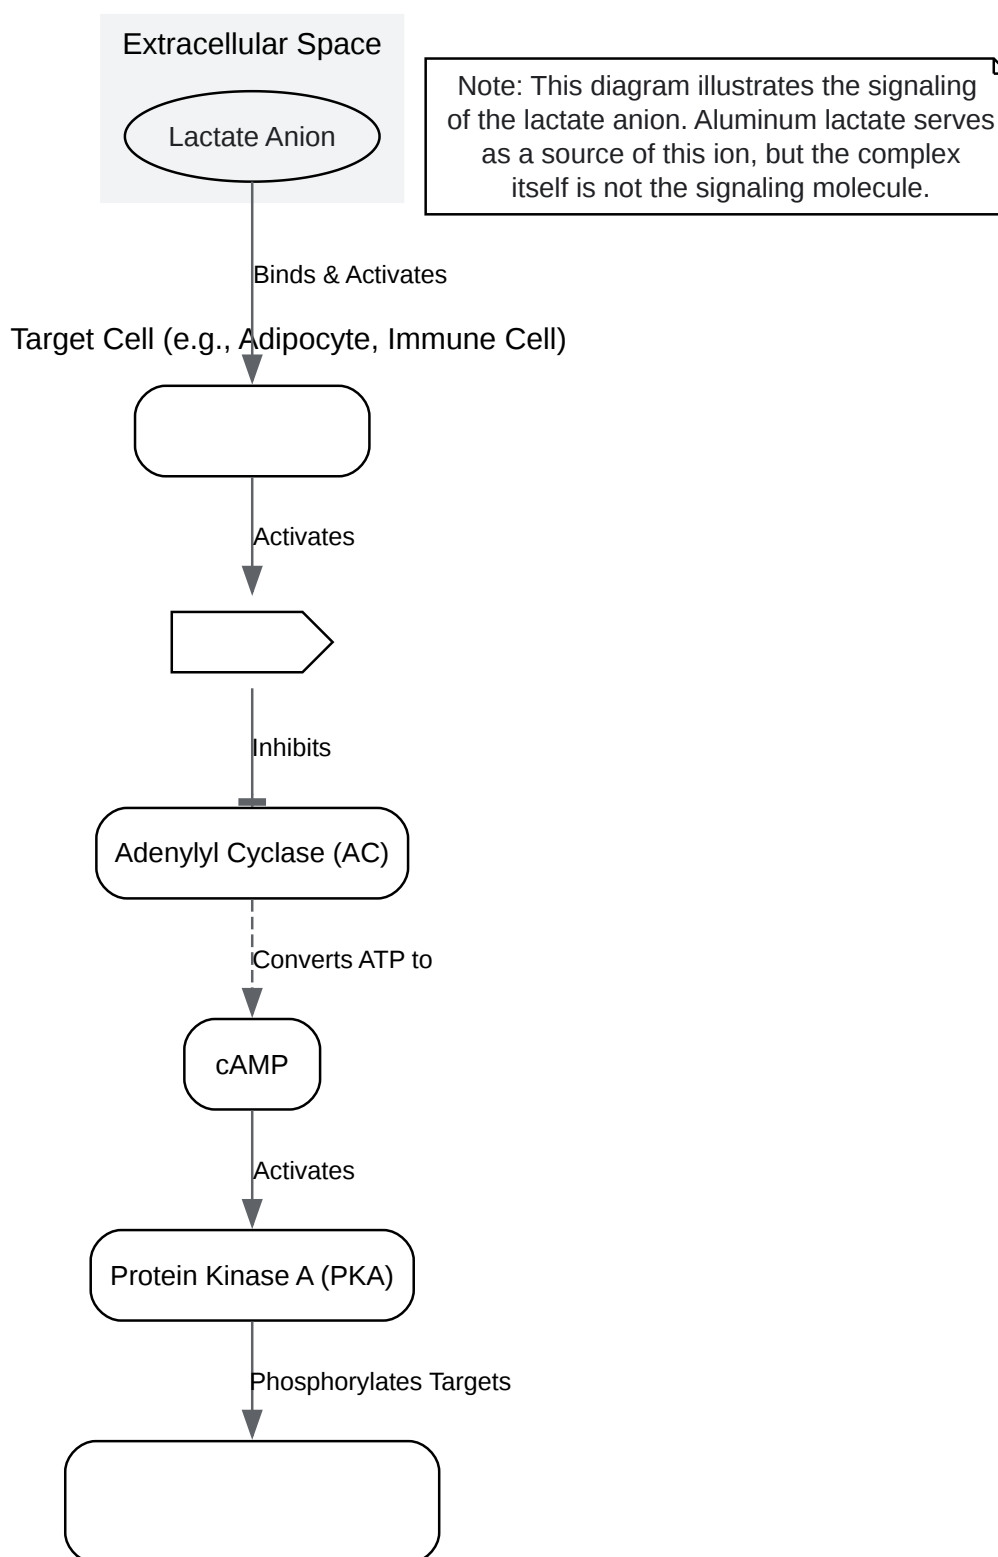 Extracellular Space
Lactate Anion
Note: This diagram illustrates the signaling
of the lactate anion. Aluminum lactate serves
as a source of this ion, but the complex
itself is not the signaling molecule.
Binds & Activates
Target Cell (e.g., Adipocyte, Immune Cell)
Activates
Inhibits
Adenylyl Cyclase (AC)
Converts ATP to
cAMP
Activates
Protein Kinase A (PKA)
Phosphorylates Targets